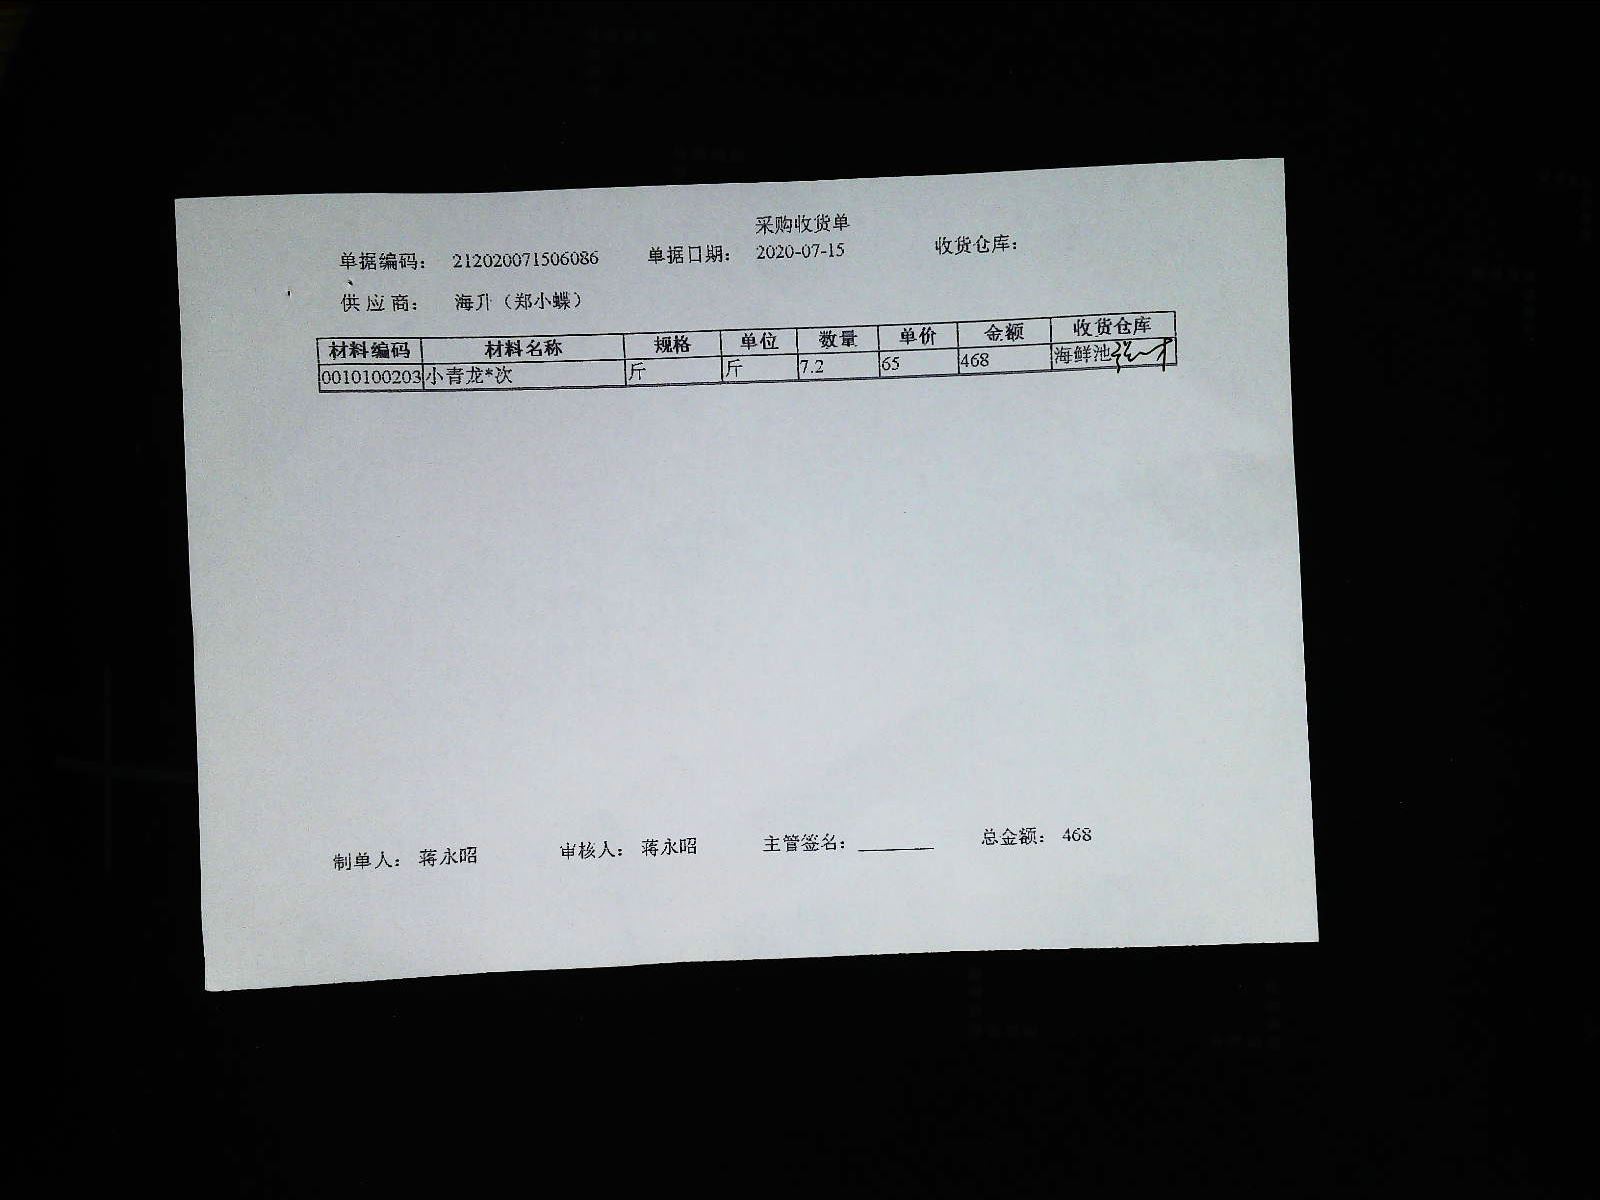 采购收货单
单据编码： 212020071506086 单据日期： 2020-07-15 收货仓库：
供应商： 海升（郑小蝶）
材料编码 材料名称 规格 单位 数量 单价 金额 收货仓库
0010100203 小青龙*次 斤 斤 7.2 65 468 海鲜池
制单人： 蒋永昭 审核人： 蒋永昭 主管签名： 总金额： 468